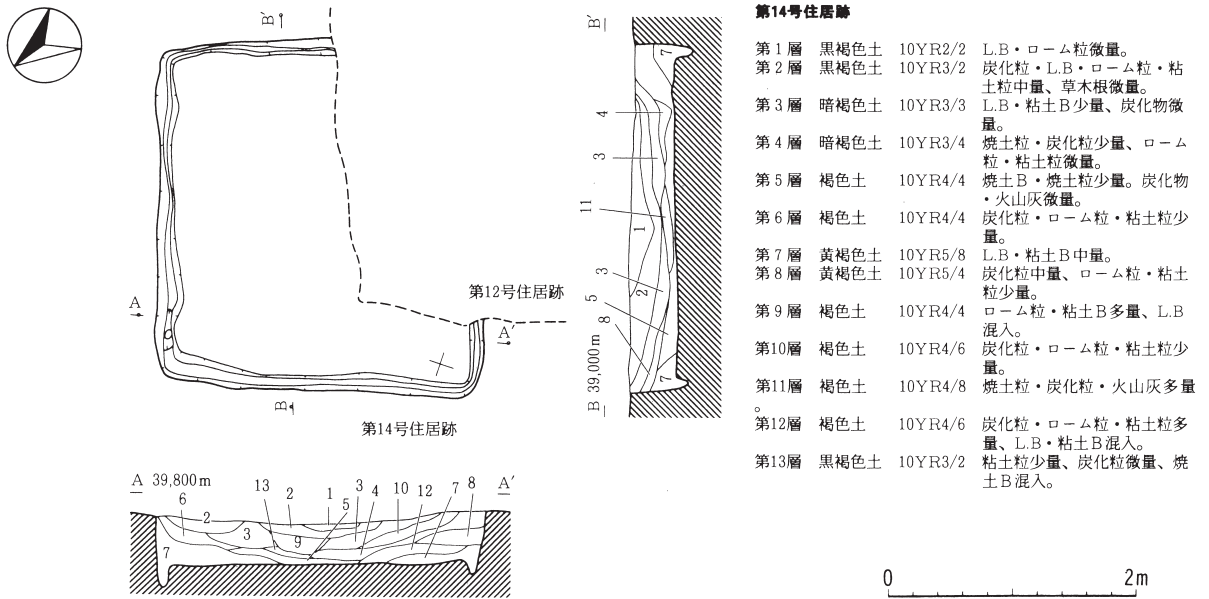 第14号住居跡
第1層 黒褐色土 10YR2/2 L.B・ローム粒微量。
第2層 黒褐色土 10YR3/2 炭化粒・L.B・ローム粒・粘
土粒中量、草木根微量。
第3層 暗褐色土 10YR3/3 L.B・粘土B少量、炭化物微
量。
第4層 暗褐色土 10YR3/4 焼土粒・炭化粒少量、ローム
粒・粘土粒微量。
第5層 褐色土 10YR4/4 焼土B・焼土粒少量。炭化物
・火山灰微量。
第6層 褐色土 10YR4/4 炭化粒・ローム粒・粘土粒少
量。
第7層 黄褐色土 10YR5/8 L.B・粘土B中量。
第8層 黄褐色土 10YR5/4 炭化粒中量、ローム粒・粘土
粒少量。
第9層 褐色土 10YR4/4 ローム粒・粘土B多量、L.B
混入。
第10層 褐色土 10YR4/6 炭化粒・ローム粒・粘土粒少
量。
第11層 褐色土 10YR4/8 焼土粒・炭化粒・火山灰多量
。
第12層 褐色土 10YR4/6 炭化粒・ローム粒・粘土粒多
量、L.B・粘土B混入。
第13層 黒褐色土 10YR3/2 粘土粒少量、炭化粒微量、焼
土B混入。
B′
A
第12号住居跡
A′
B
第14号住居跡
B′
7
4
3
11
1
3
2
5
8
7
B 39,000m
A 39,800m
A′
6
2
13
2
1
3
5
4
10
12
7
8
3
9
7
0 2m